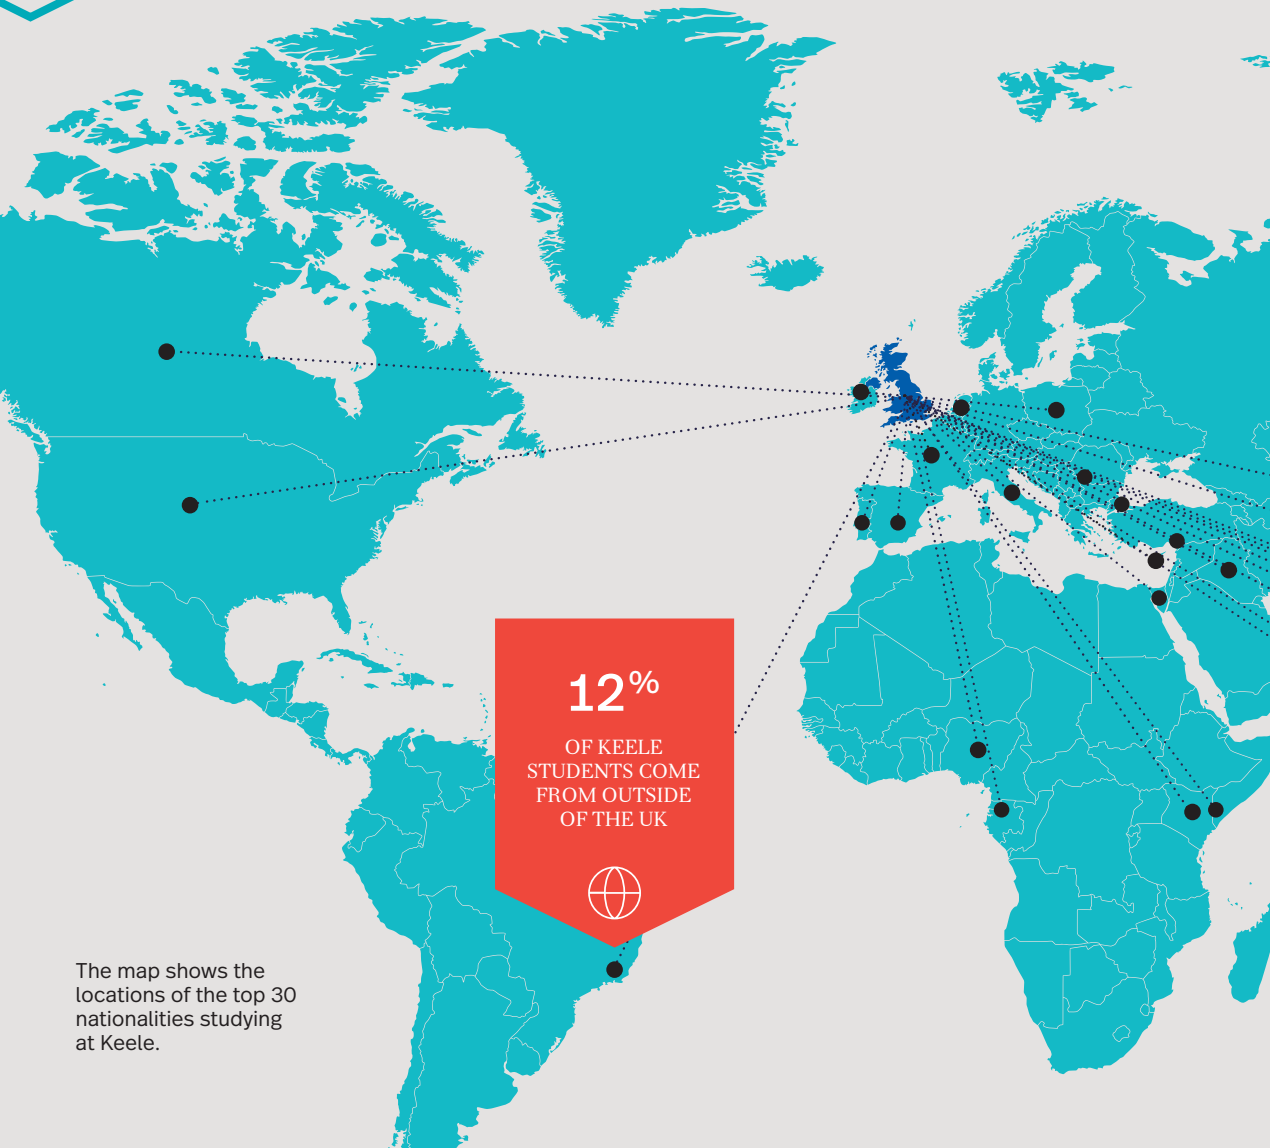 12%
OF KEELE
STUDENTS COME
FROM OUTSIDE
OF THE UK
The map shows the
locations of the top 30
nationalities studying
at Keele.